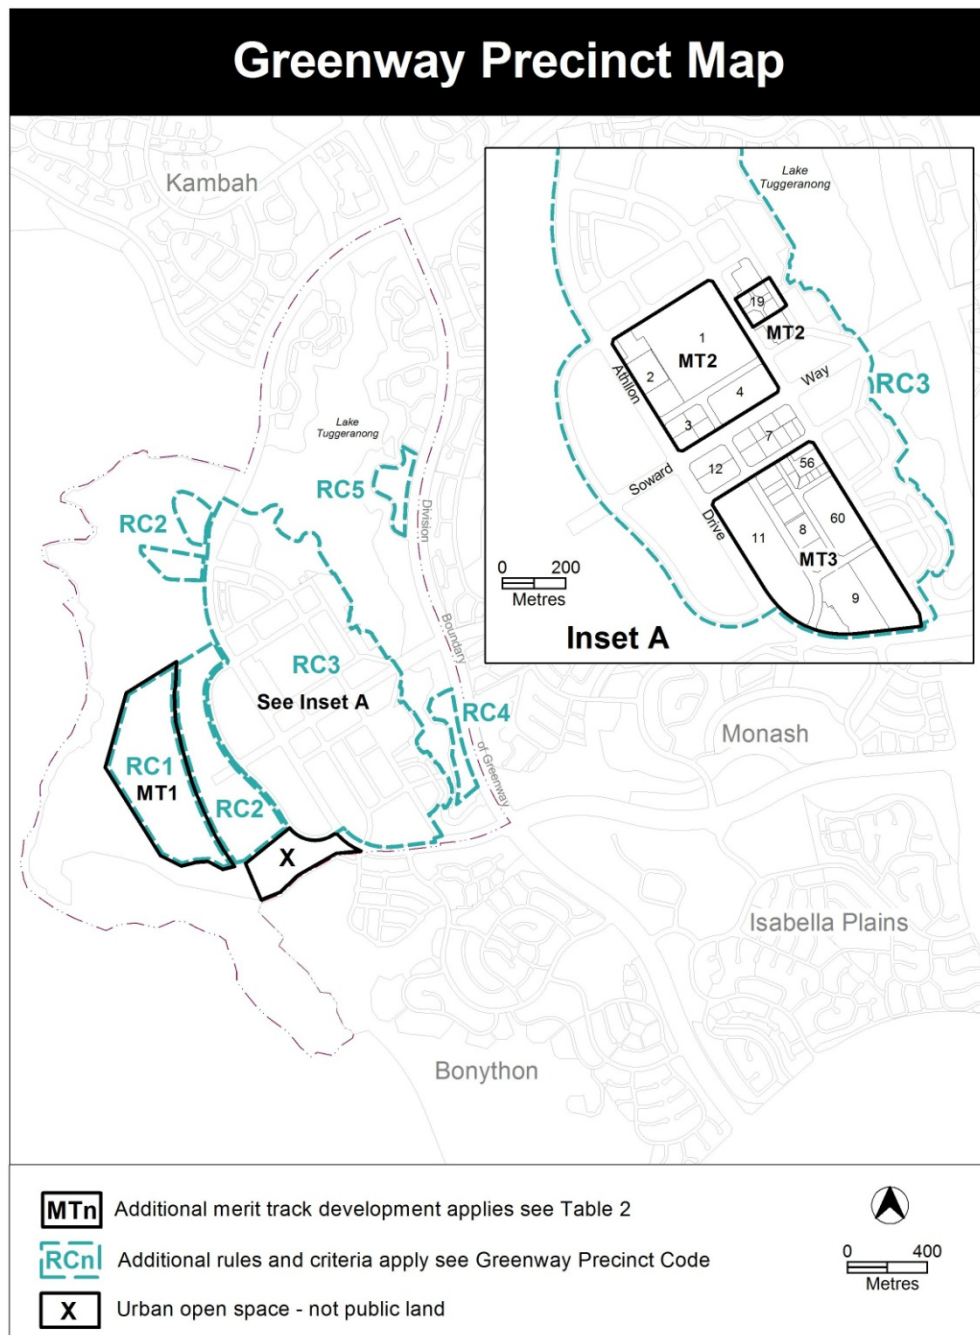 Greenway Precinct Map
Kambah
Lake
Tuggeranong
1
19
MT2
MT2
2
Athllon
4
Way
RC3
3
7
Soward
12
56
Drive
11
8
60
MT3
9
0 200
Metres
Inset A
Lake
Tuggeranong
RC5
RC2
Division
Boundary
of Greenway
RC3
See Inset A
RC4
Monash
RC1
MT1
RC2
X
Isabella Plains
Bonython
MTn Additional merit track development applies see Table 2
RCn Additional rules and criteria apply see Greenway Precinct Code
X Urban open space - not public land
0 400
Metres